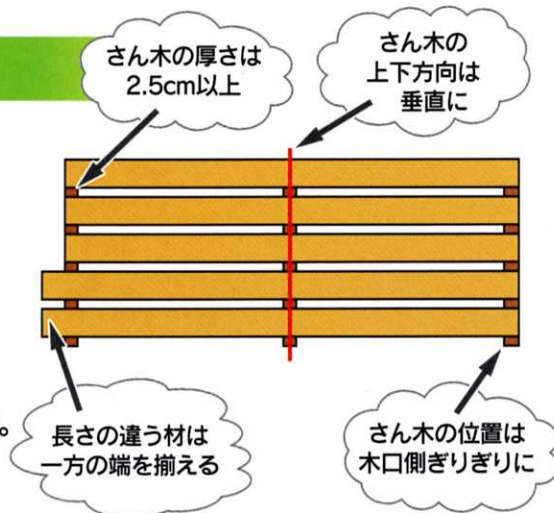 さん木の厚さは
2.5cm以上
さん木の
上下方向は
垂直に
。
長さの違う材は
一方の端を揃える
さん木の位置は
木口側ぎりぎりに